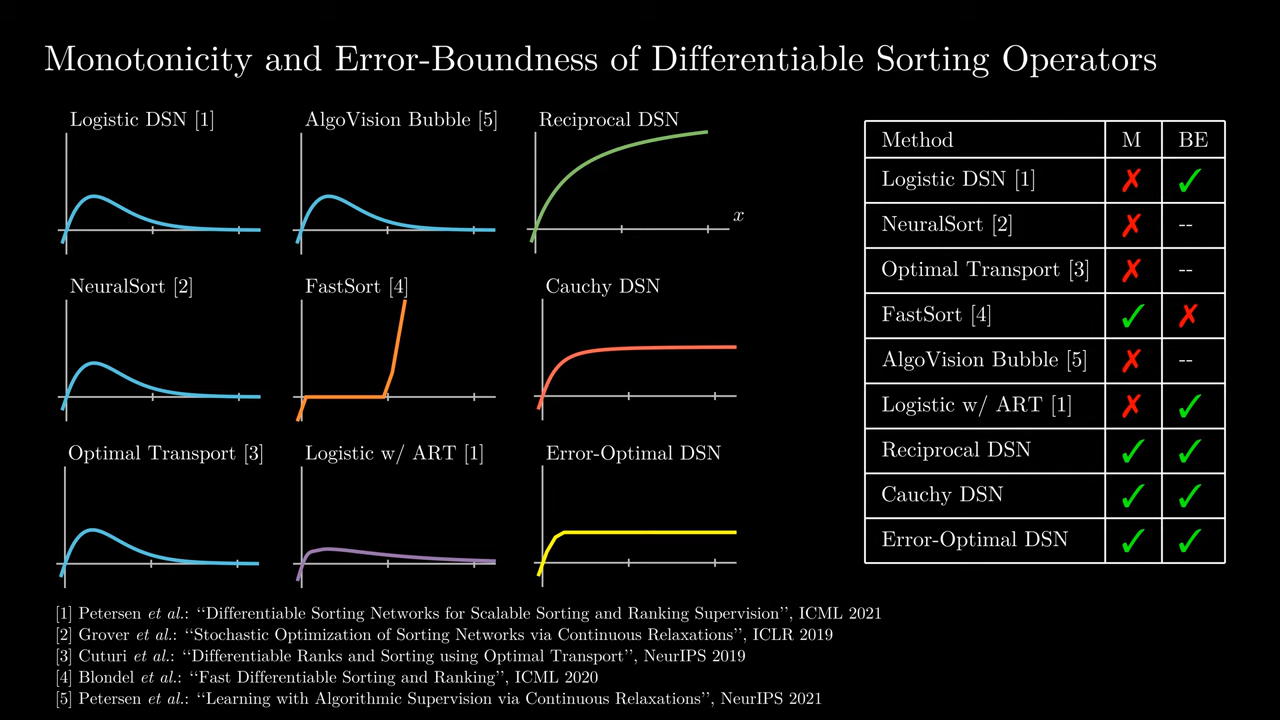 Monotonicity and Error-Boundness of Differentiable Sorting Operators
Logistic DSN [1]
AlgoVision Bubble [5]
Reciprocal DSN
x
NeuralSort [2]
FastSort [4]
Cauchy DSN
Optimal Transport [3]
Logistic w/ ART [1]
Error-Optimal DSN
Method M BE
Logistic DSN [1] ✗ ✓
NeuralSort [2] ✗ --
Optimal Transport [3] ✗ --
FastSort [4] ✓ ✗
AlgoVision Bubble [5] ✗ --
Logistic w/ ART [1] ✗ ✓
Reciprocal DSN ✓ ✓
Cauchy DSN ✓ ✓
Error-Optimal DSN ✓ ✓
[1] Petersen et al.: “Differentiable Sorting Networks for Scalable Sorting and Ranking Supervision”, ICML 2021
[2] Grover et al.: “Stochastic Optimization of Sorting Networks via Continuous Relaxations”, ICLR 2019
[3] Cuturi et al.: “Differentiable Ranks and Sorting using Optimal Transport”, NeurIPS 2019
[4] Blondel et al.: “Fast Differentiable Sorting and Ranking”, ICML 2020
[5] Petersen et al.: “Learning with Algorithmic Supervision via Continuous Relaxations”, NeurIPS 2021